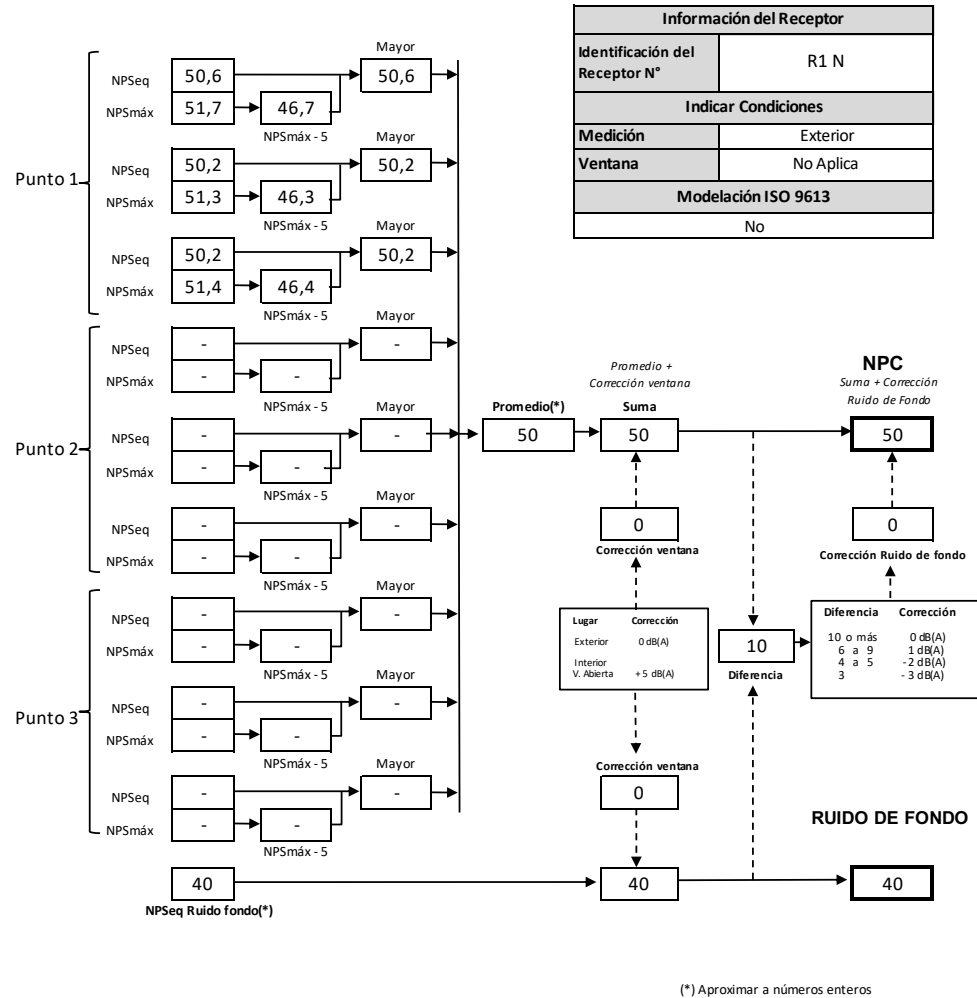 Información del Receptor
Identificación del Receptor N° R1 N
Indicar Condiciones
Medición Exterior
Ventana No Aplica
Modelación ISO 9613
No
Punto 1
Mayor
NPSeq 50,6 50,6
NPSmáx 51,7 46,7
NPSmáx - 5
Mayor
NPSeq 50,2 50,2
NPSmáx 51,3 46,3
NPSmáx - 5
Mayor
NPSeq 50,2 50,2
NPSmáx 51,4 46,4
NPSmáx - 5
Punto 2
Mayor
NPSeq - -
NPSmáx - -
NPSmáx - 5
Mayor
NPSeq - -
NPSmáx - -
NPSmáx - 5
Mayor
NPSeq - -
NPSmáx - -
NPSmáx - 5
Punto 3
Mayor
NPSeq - -
NPSmáx - -
NPSmáx - 5
Mayor
NPSeq - -
NPSmáx - -
NPSmáx - 5
Mayor
NPSeq - -
NPSmáx - -
NPSmáx - 5
Promedio(*)
50
Promedio +
Corrección ventana
Suma
50
0
Corrección ventana
Lugar Corrección
Exterior 0 dB(A)
Interior
V. Abierta + 5 dB(A)
Corrección ventana
0
40
NPSeq Ruido fondo(*)
40
10
Diferencia
NPC
Suma + Corrección
Ruido de Fondo
50
0
Corrección Ruido de fondo
Diferencia Corrección
10 o más 0 dB(A)
6 a 9 1 dB(A)
4 a 5 - 2 dB(A)
3 - 3 dB(A)
RUIDO DE FONDO
40
(*) Aproximar a números enteros